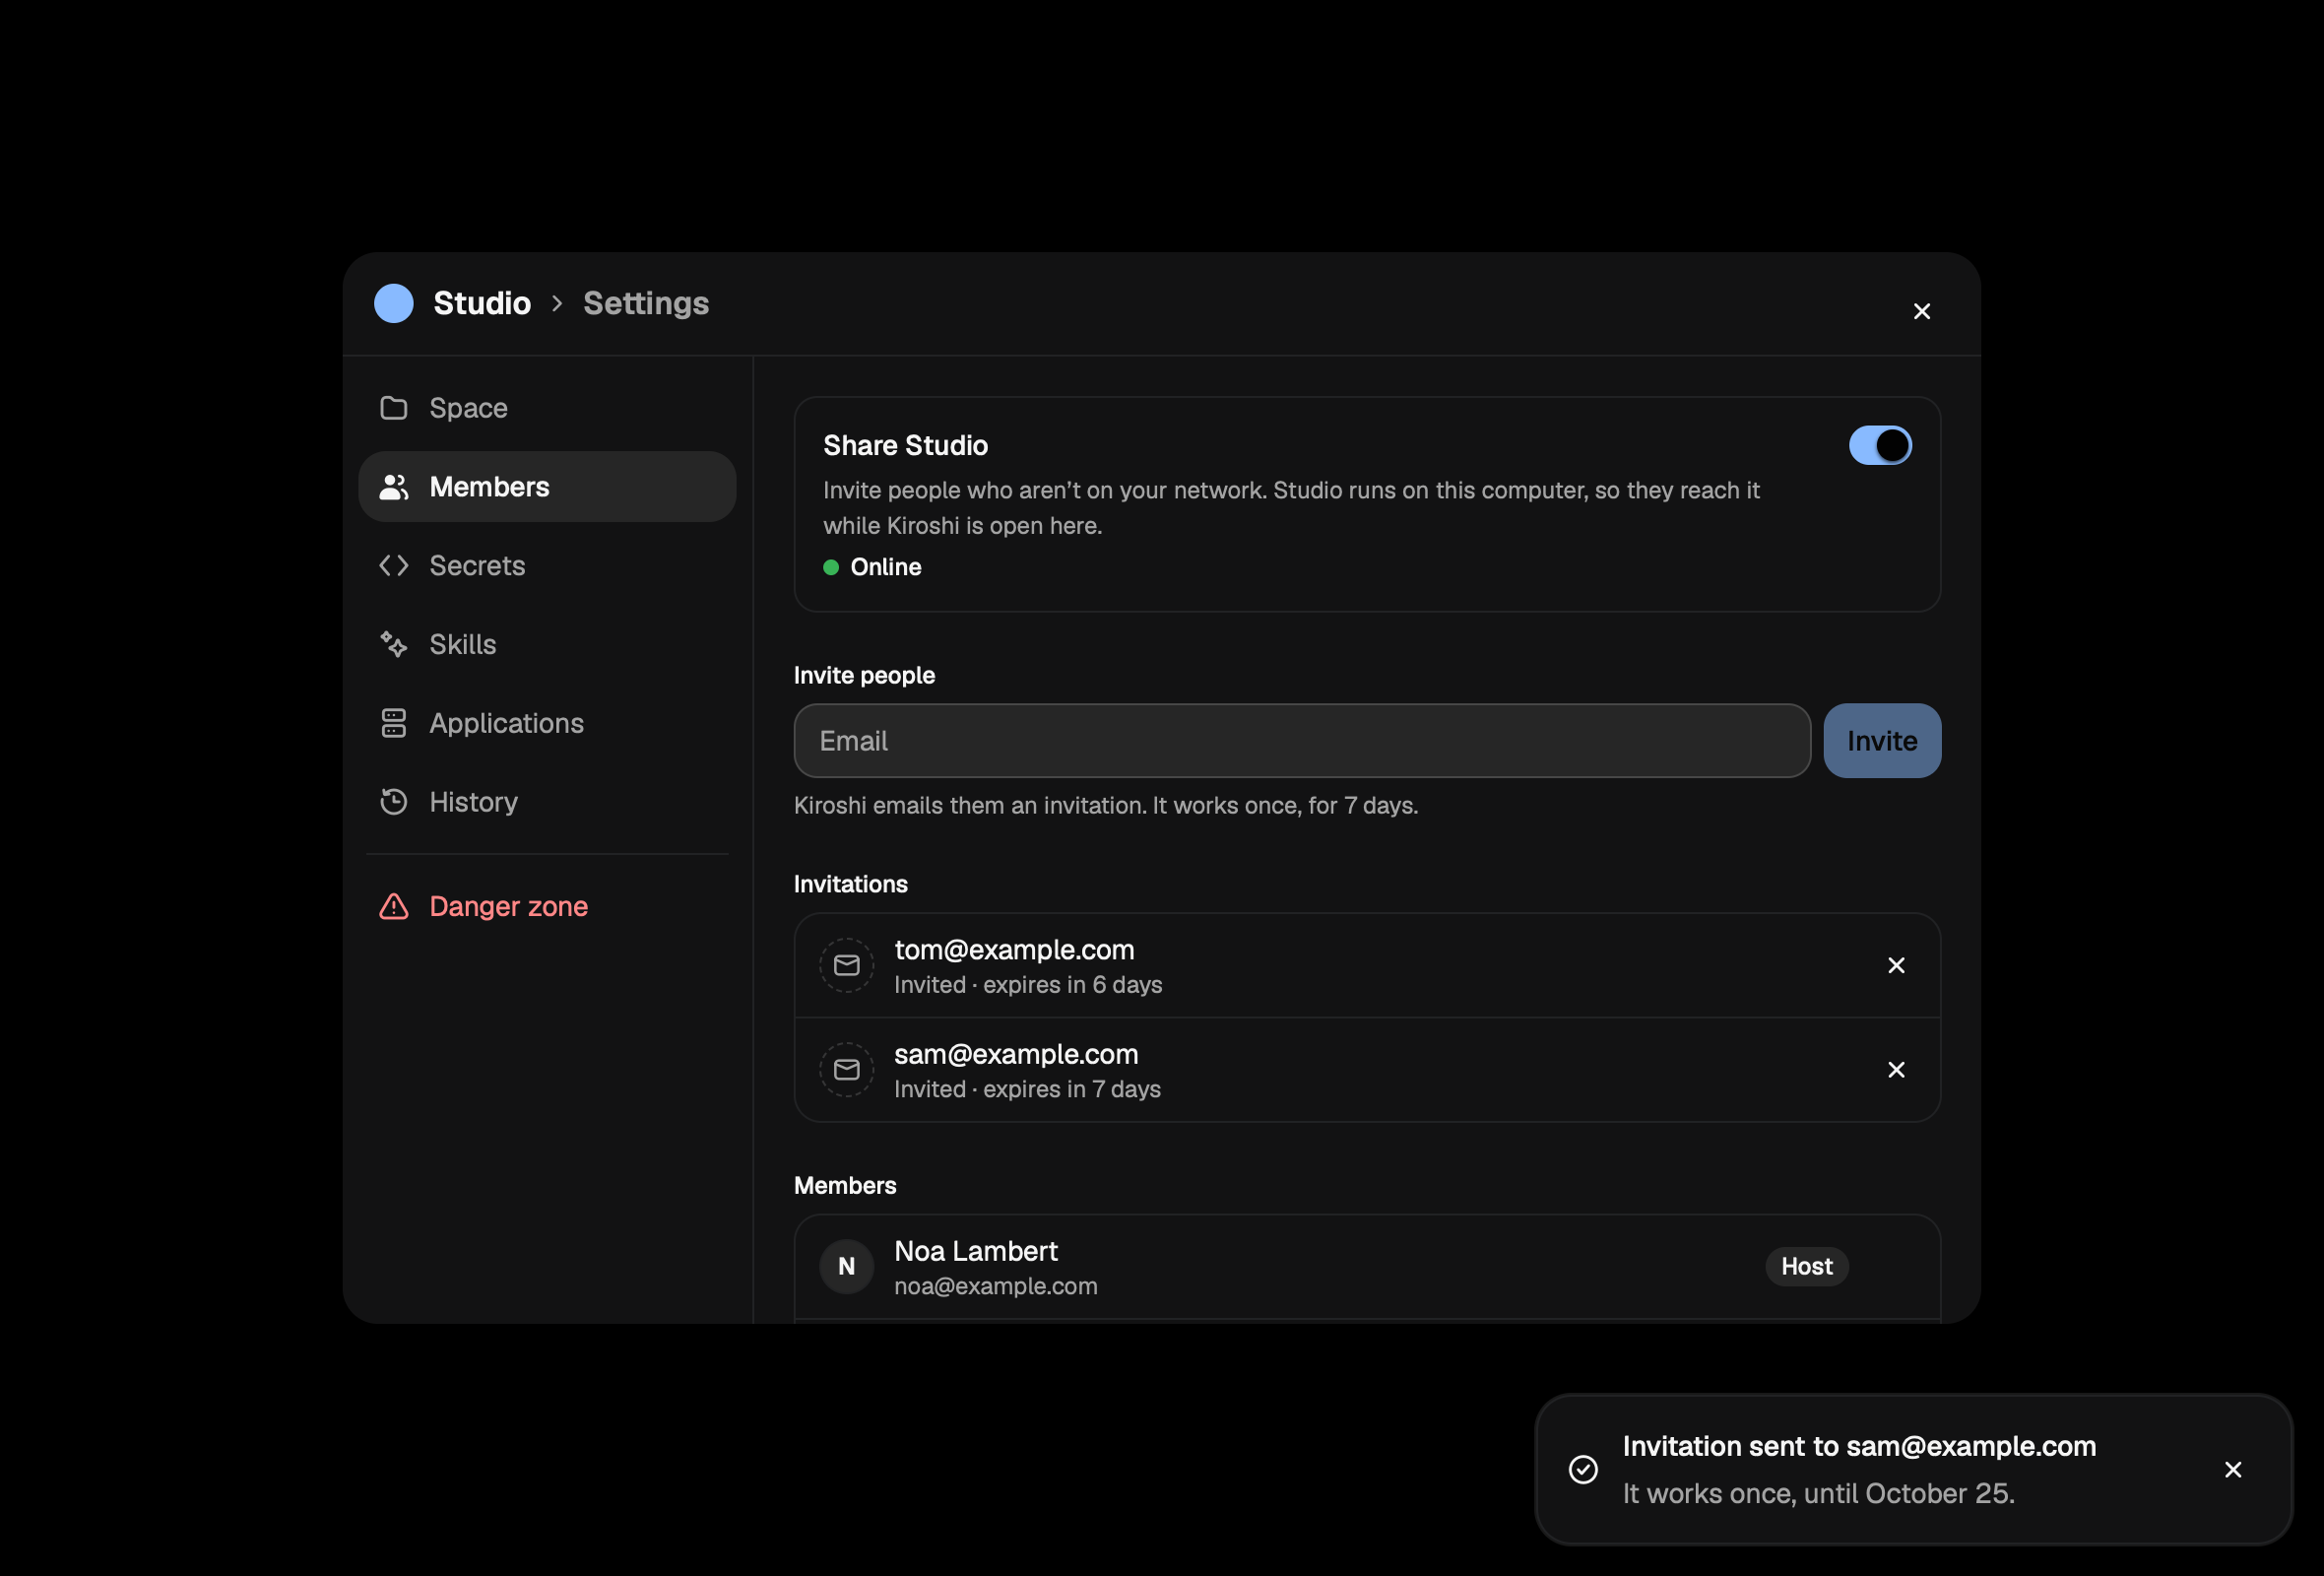 Studio > Settings
Space
Members
Secrets
Skills
Applications
History
Danger zone
Share Studio
Invite people who aren’t on your network. Studio runs on this computer, so they reach it
while Kiroshi is open here.
Online
Invite people
Email
Invite
Kiroshi emails them an invitation. It works once, for 7 days.
Invitations
tom@example.com
Invited · expires in 6 days
sam@example.com
Invited · expires in 7 days
Members
N
Noa Lambert
noa@example.com
Host
Invitation sent to sam@example.com
It works once, until October 25.